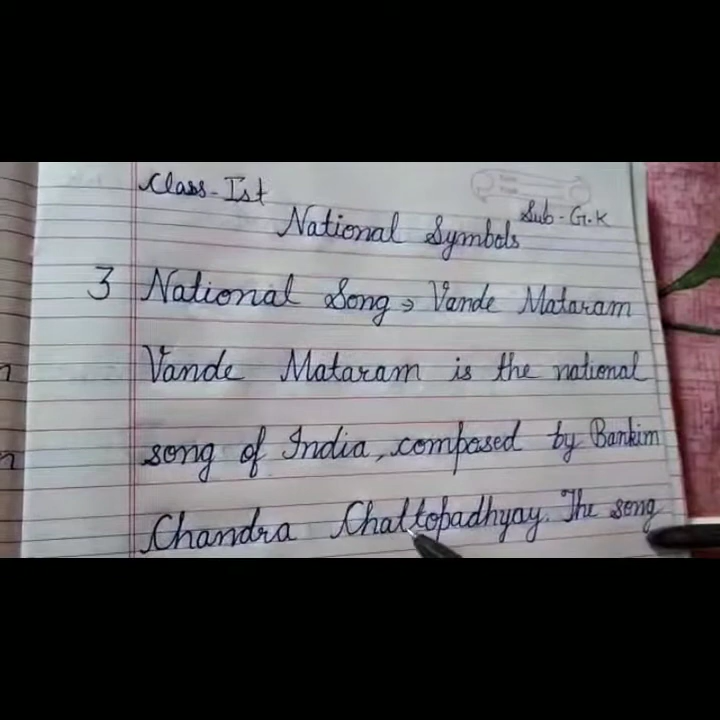 Class - Ist
Sub - G.K
National Symbols
3 National Song → Vande Mataram
Vande Mataram is the national
song of India, composed by Bankim
Chandra Chattopadhyay. The song